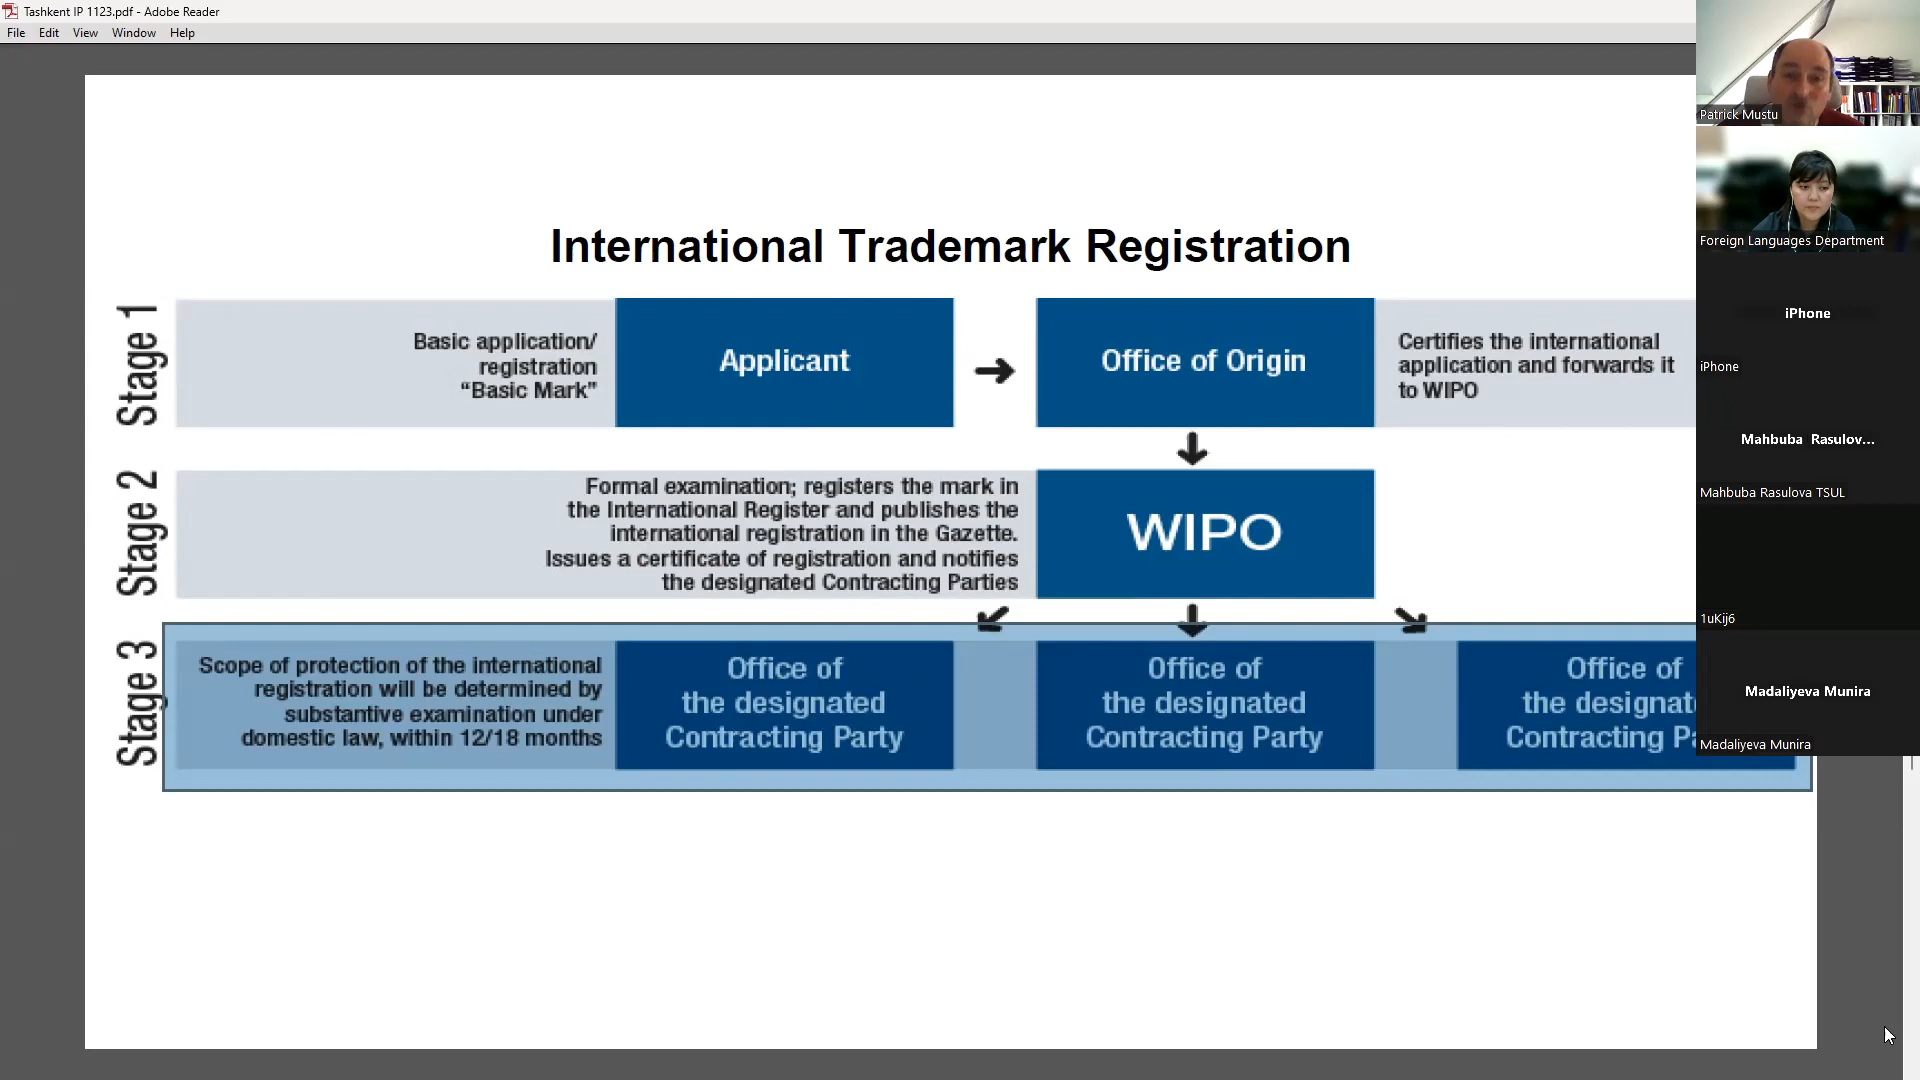 Tashkent IP 1123.pdf - Adobe Reader
File Edit View Window Help
International Trademark Registration
Stage 1
Basic application/
registration
“Basic Mark”
Applicant
Office of Origin
Certifies the international
application and forwards it
to WIPO
Stage 2
Formal examination; registers the mark in
the International Register and publishes the
international registration in the Gazette.
Issues a certificate of registration and notifies
the designated Contracting Parties
WIPO
Stage 3
Scope of protection of the international
registration will be determined by
substantive examination under
domestic law, within 12/18 months
Office of
the designated
Contracting Party
Office of
the designated
Contracting Party
Office of
the
Contracting
Patrick Mustu
Foreign Languages Department
iPhone
iPhone
Mahbuba Rasulov...
Mahbuba Rasulova TSUL
1uKij6
Madaliyeva Munira
Madaliyeva Munira